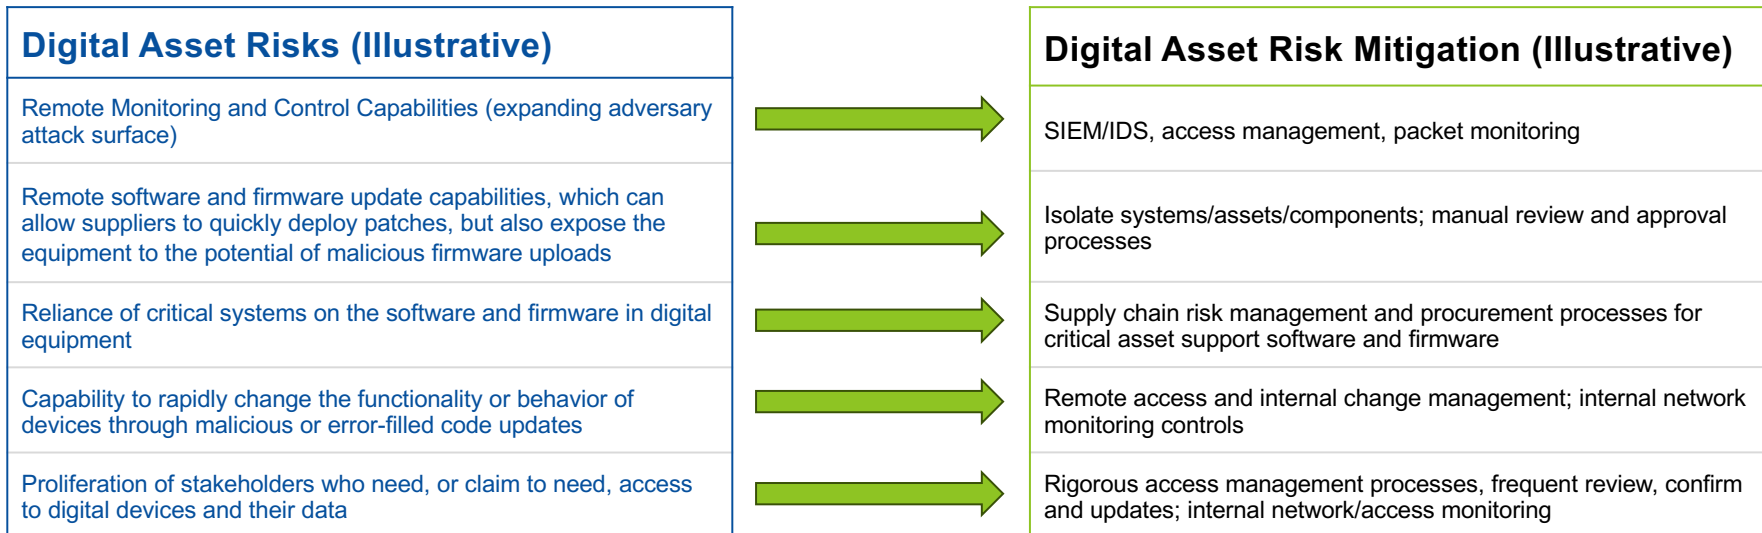 Digital Asset Risks (Illustrative)
Digital Asset Risk Mitigation (Illustrative)
Remote Monitoring and Control Capabilities (expanding adversary
attack surface)
SIEM/IDS, access management, packet monitoring
Remote software and firmware update capabilities, which can
allow suppliers to quickly deploy patches, but also expose the
equipment to the potential of malicious firmware uploads
Isolate systems/assets/components; manual review and approval
processes
Reliance of critical systems on the software and firmware in digital
equipment
Supply chain risk management and procurement processes for
critical asset support software and firmware
Capability to rapidly change the functionality or behavior of
devices through malicious or error-filled code updates
Remote access and internal change management; internal network
monitoring controls
Proliferation of stakeholders who need, or claim to need, access
to digital devices and their data
Rigorous access management processes, frequent review, confirm
and updates; internal network/access monitoring